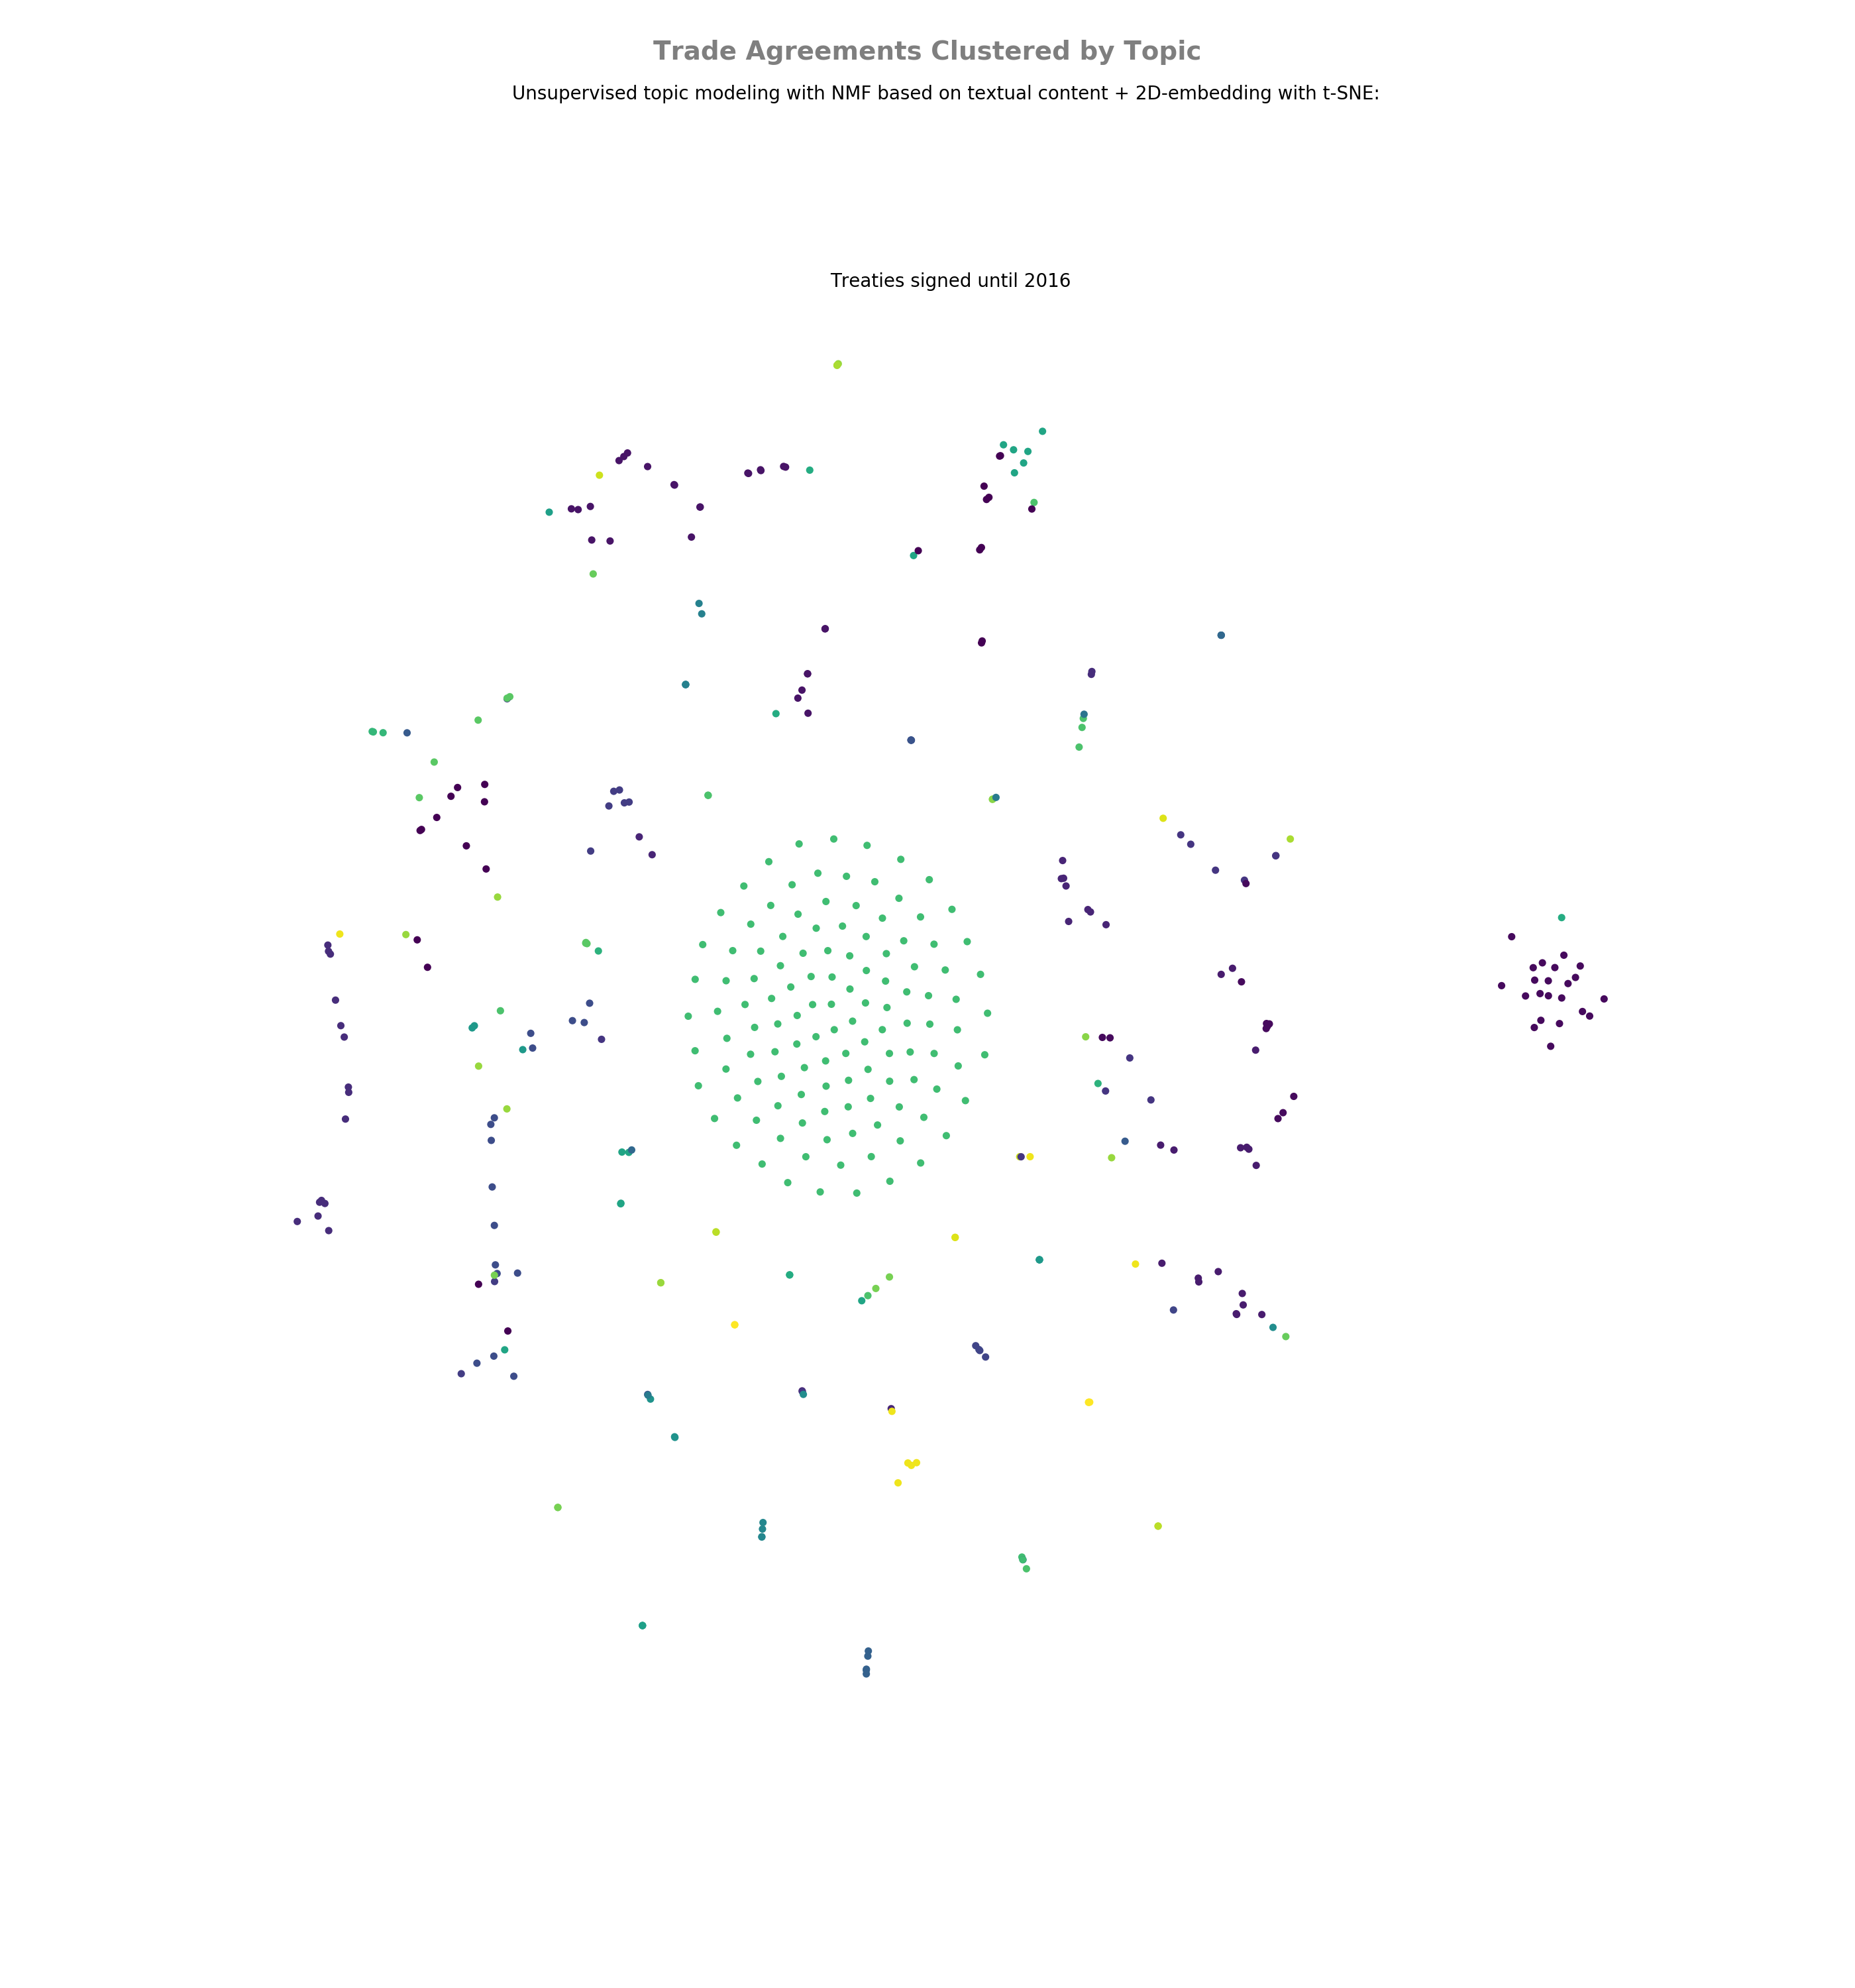 Trade Agreements Clustered by Topic
Unsupervised topic modeling with NMF based on textual content + 2D-embedding with t-SNE:
Treaties signed until 2016